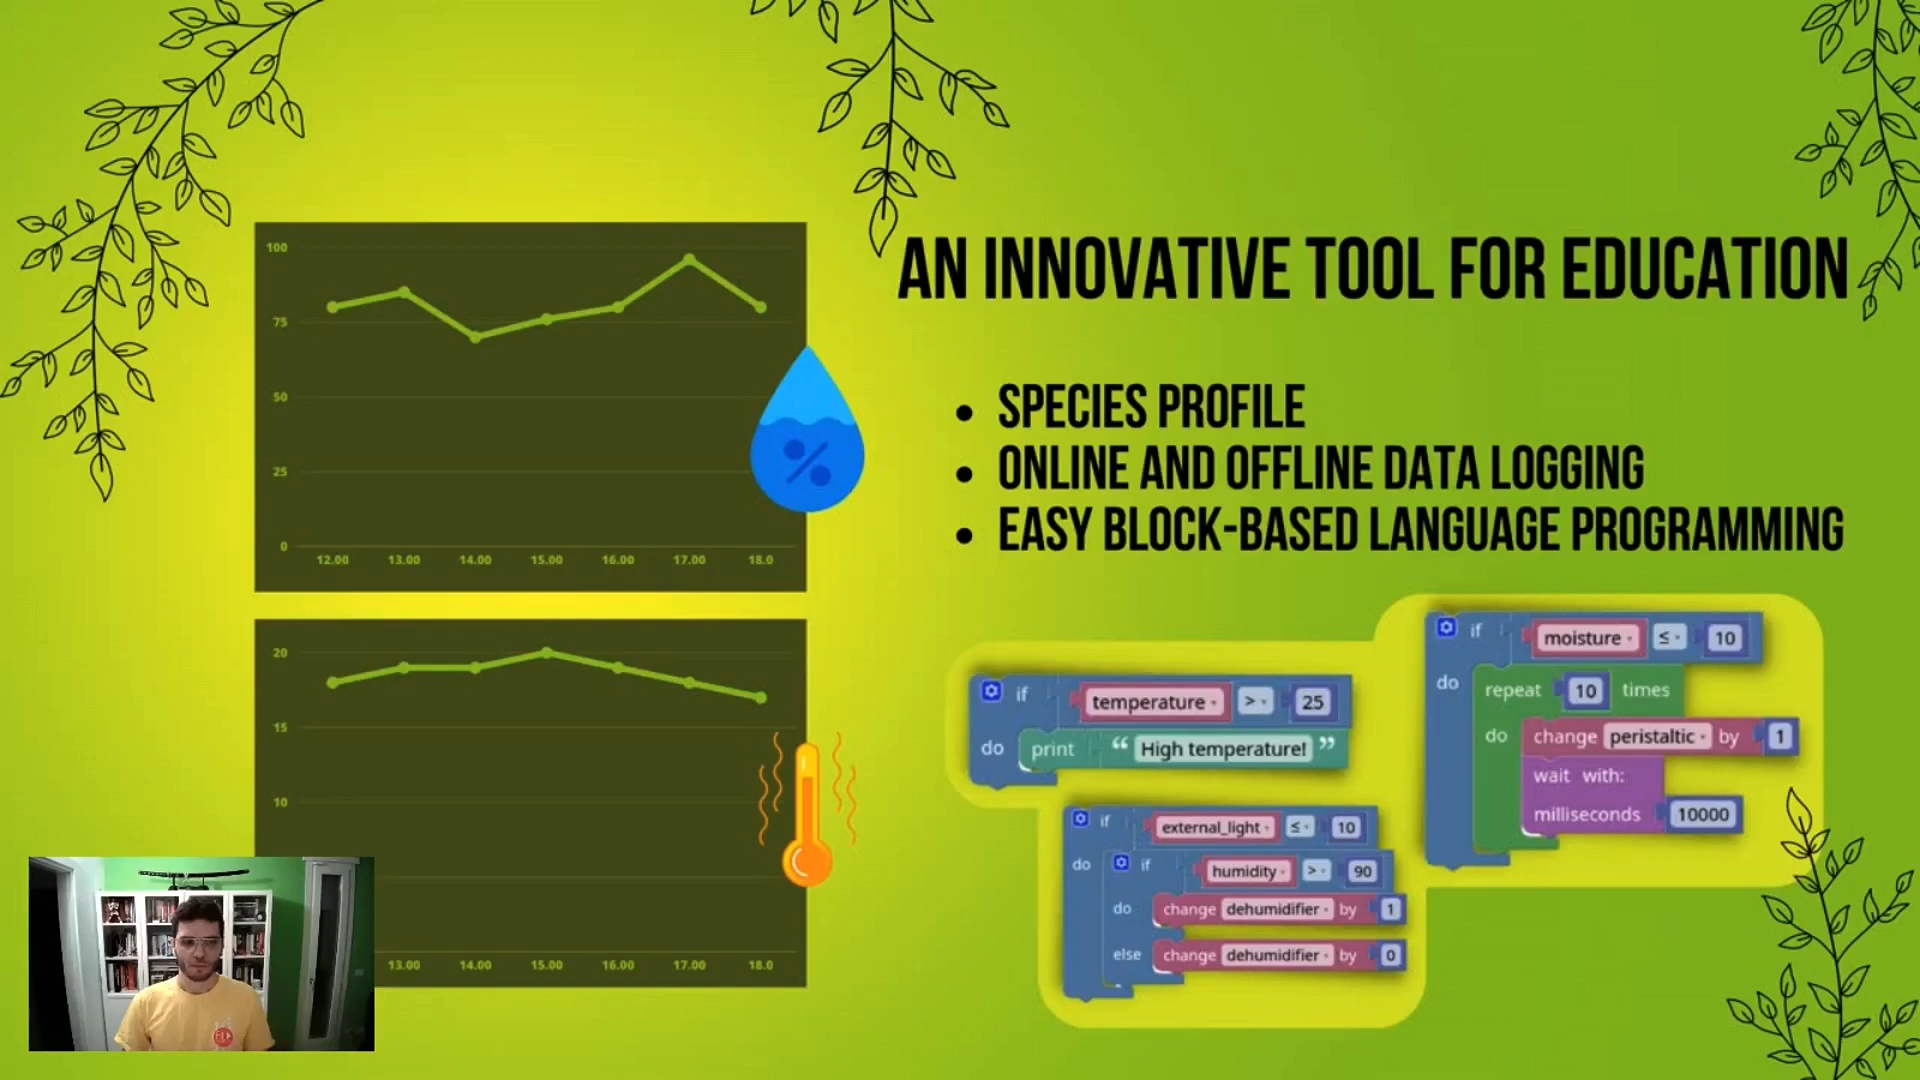 AN INNOVATIVE TOOL FOR EDUCATION
• SPECIES PROFILE
• ONLINE AND OFFLINE DATA LOGGING
• EASY BLOCK-BASED LANGUAGE PROGRAMMING
100
75
50
25
0
12.00 13.00 14.00 15.00 16.00 17.00 18.0
%
20
15
10
13.00 14.00 15.00 16.00 17.00 18.0
if temperature > 25
do print “ High temperature! ”
if external_light ≤ 10
do if humidity > 90
do change dehumidifier by 1
else change dehumidifier by 0
if moisture ≤ 10
do repeat 10 times
do change peristaltic by 1
wait with:
milliseconds 10000